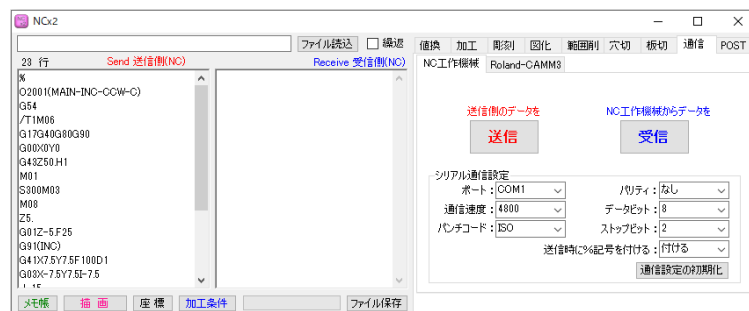 NCx2
ファイル読込 繰返
値換 加工 彫刻 図化 範囲削 穴切 板切 通信 POST
23 行 Send 送信側(NC) Receive 受信側(NC)
NC工作機械 Roland-CAMM3
%
O2001(MAIN-INC-CCW-C)
G54
/T1M06
G17G40G80G90
G00X0Y0
G43Z50.H1
M01
S300M03
M08
Z5.
G01Z-5.F25
G91(INC)
G41X7.5Y7.5F100D1
G03X-7.5Y7.5I-7.5
送信側のデータを
送信
NC工作機械からデータを
受信
シリアル通信設定
ポート: COM1 パリティ: なし
通信速度: 4800 データビット: 8
パンチコード: ISO ストップビット: 2
送信時に%記号を付ける: 付ける
通信設定の初期化
メモ帳 描 画 座 標 加工条件 ファイル保存